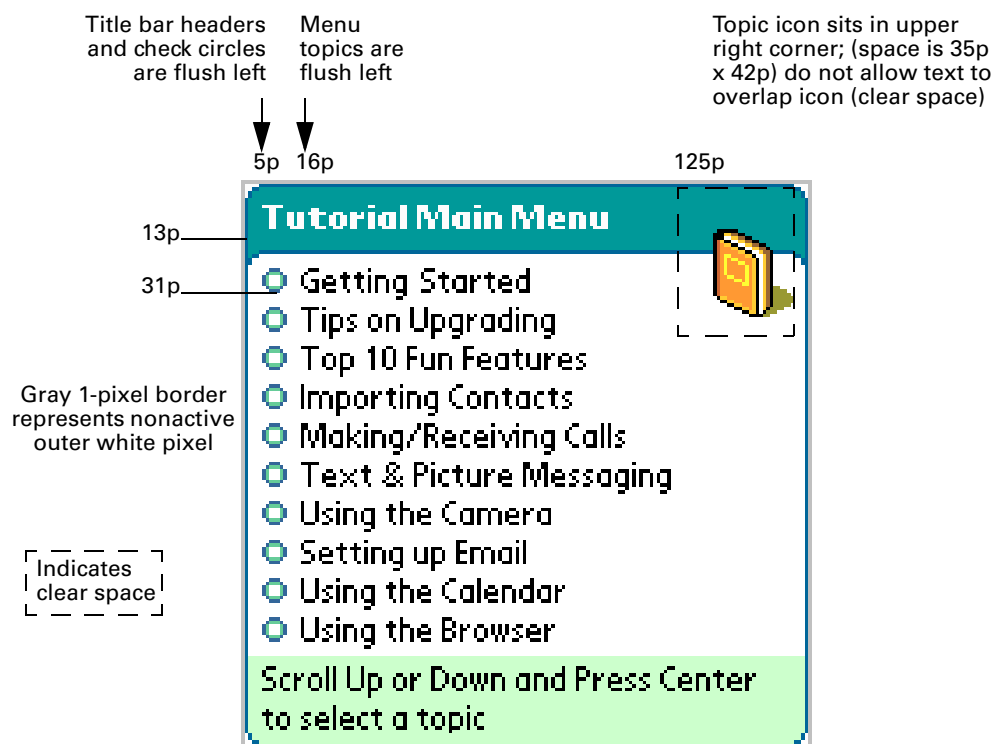 Title bar headers
and check circles
are flush left
Menu
topics are
flush left
Topic icon sits in upper
right corner; (space is 35p
x 42p) do not allow text to
overlap icon (clear space)
5p
16p
125p
13p
31p
Tutorial Main Menu
Getting Started
Tips on Upgrading
Top 10 Fun Features
Importing Contacts
Making/Receiving Calls
Text & Picture Messaging
Using the Camera
Setting up Email
Using the Calendar
Using the Browser
Scroll Up or Down and Press Center
to select a topic
Gray 1-pixel border
represents nonactive
outer white pixel
Indicates
clear space